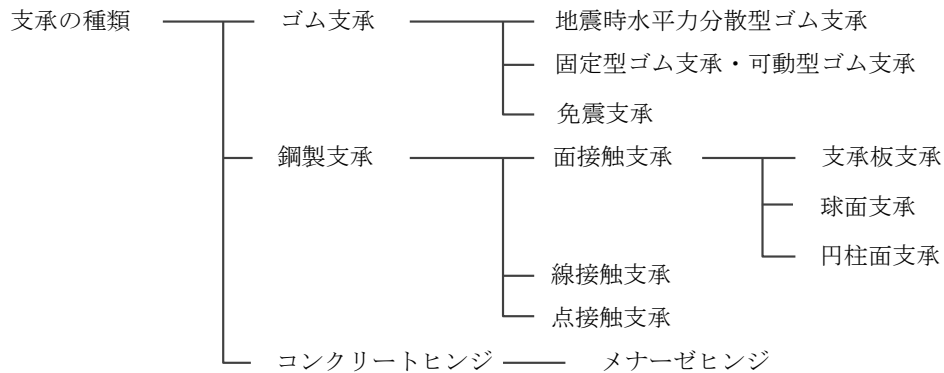 支承の種類 ゴム支承 地震時水平力分散型ゴム支承
固定型ゴム支承・可動型ゴム支承
免震支承
鋼製支承 面接触支承 支承板支承
球面支承
円柱面支承
線接触支承
点接触支承
コンクリートヒンジ メナーゼヒンジ